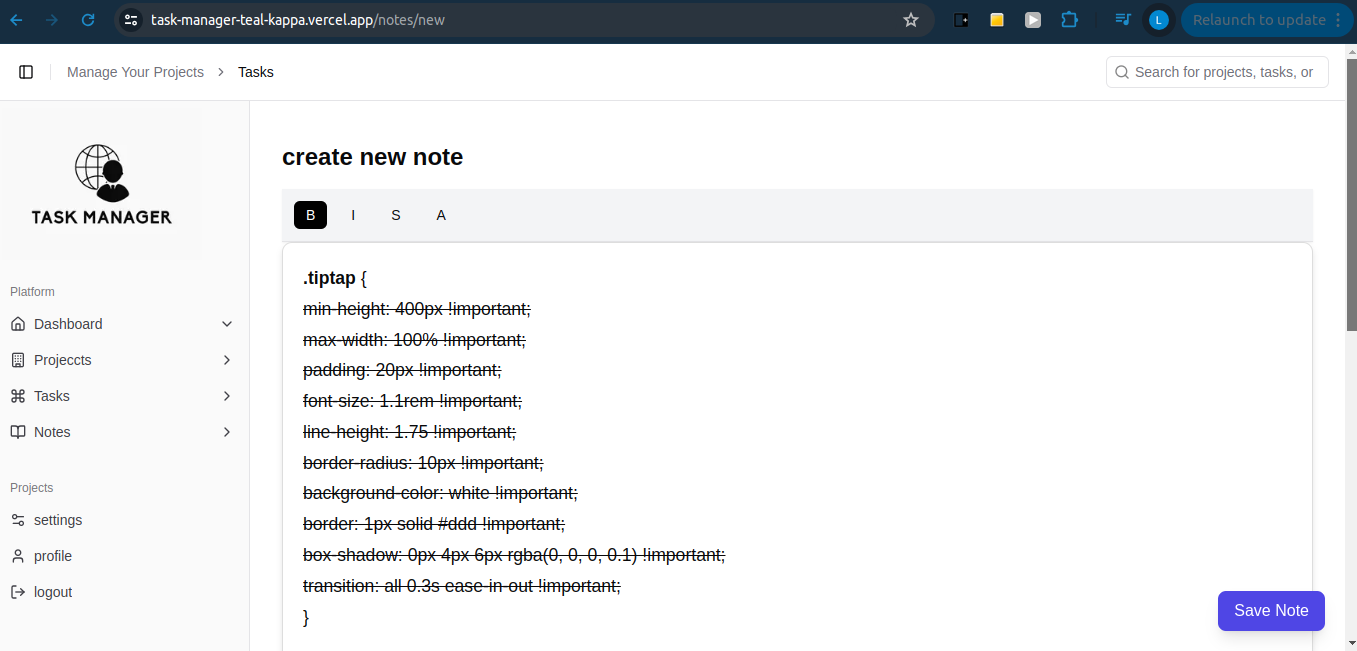 task-manager-teal-kappa.vercel.app/notes/new
L
Relaunch to update
Manage Your Projects > Tasks
Search for projects, tasks, or
TASK MANAGER
Platform
Dashboard
Projeccts
Tasks
Notes
Projects
settings
profile
logout
create new note
B I S A
.tiptap {
min-height: 400px !important;
max-width: 100% !important;
padding: 20px !important;
font-size: 1.1rem !important;
line-height: 1.75 !important;
border-radius: 10px !important;
background-color: white !important;
border: 1px solid #ddd !important;
box-shadow: 0px 4px 6px rgba(0, 0, 0, 0.1) !important;
transition: all 0.3s ease-in-out !important;
}
Save Note